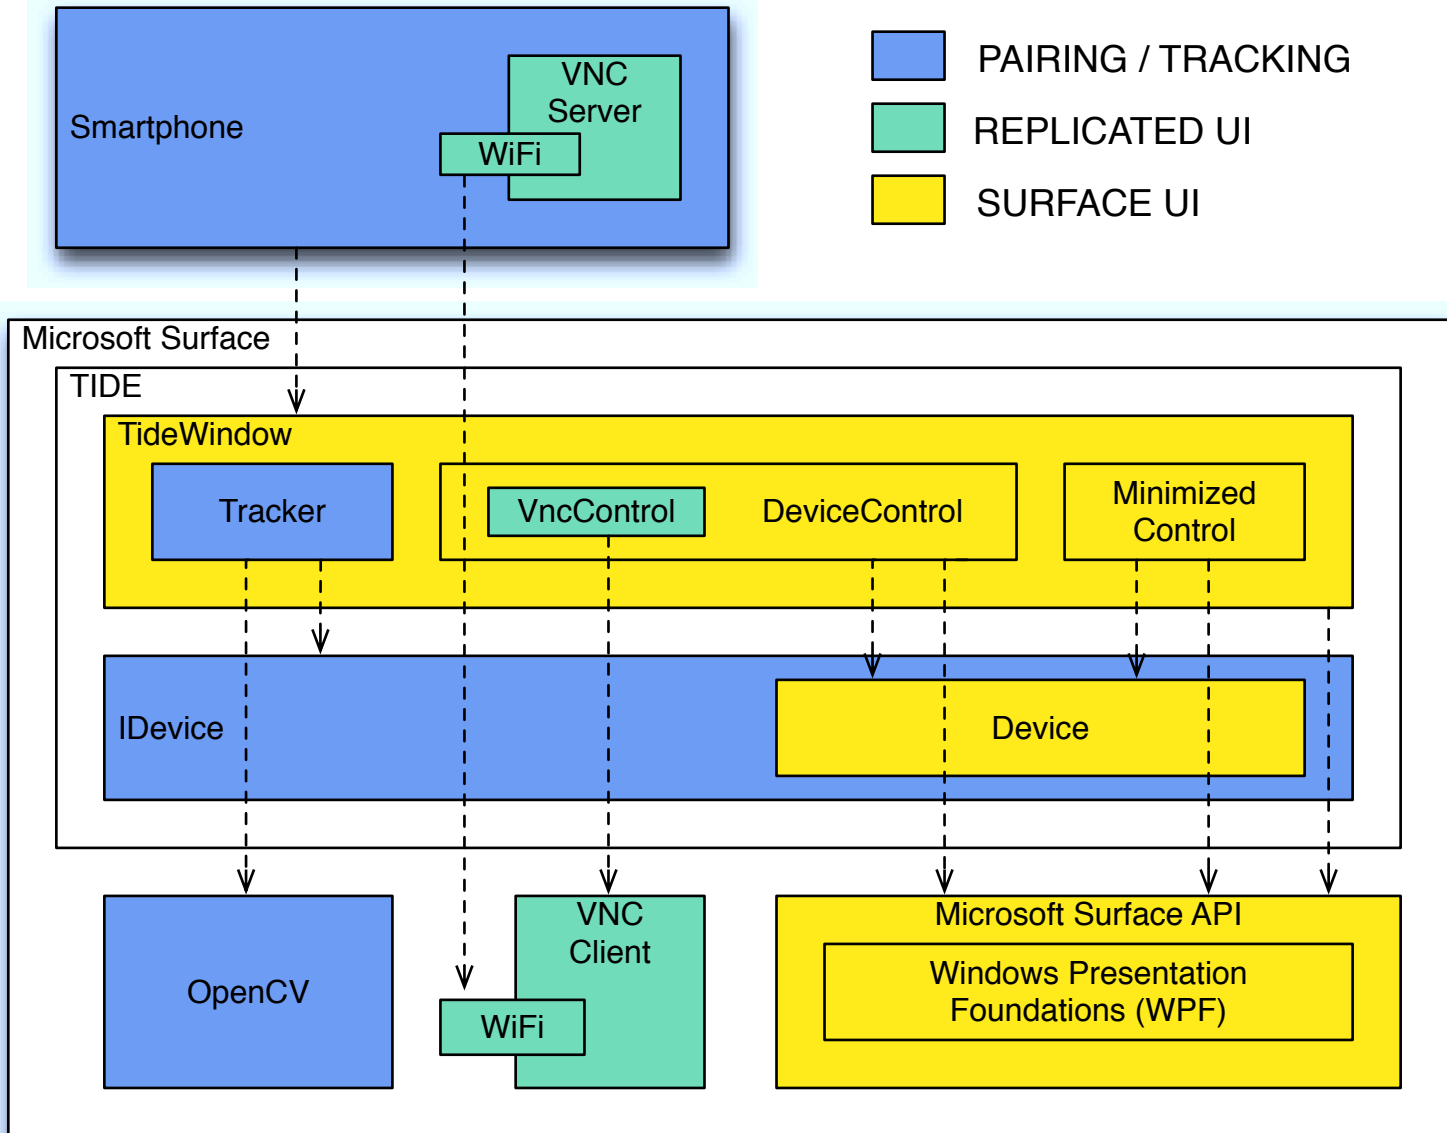 Smartphone
VNC
Server
WiFi
PAIRING / TRACKING
REPLICATED UI
SURFACE UI
Microsoft Surface
TIDE
TideWindow
Tracker
VncControl
DeviceControl
Minimized
Control
IDevice
Device
OpenCV
VNC
Client
WiFi
Microsoft Surface API
Windows Presentation
Foundations (WPF)